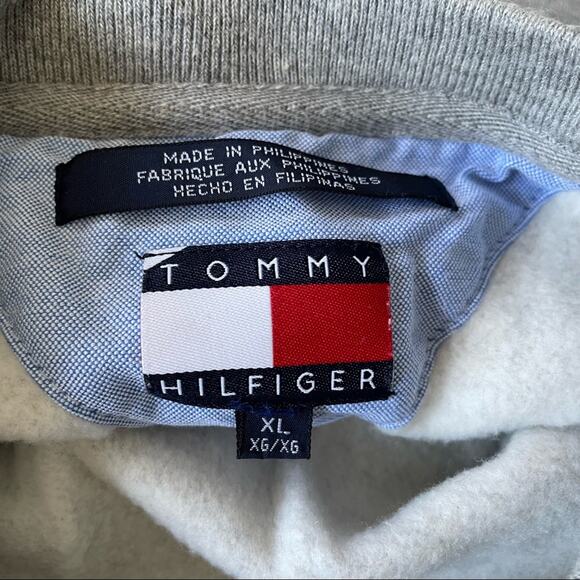 MADE IN PHILIPPINES
FABRIQUE AUX PHILIPPINES
HECHO EN FILIPINAS
TOMMY
HILFIGER
XL
XG/XG